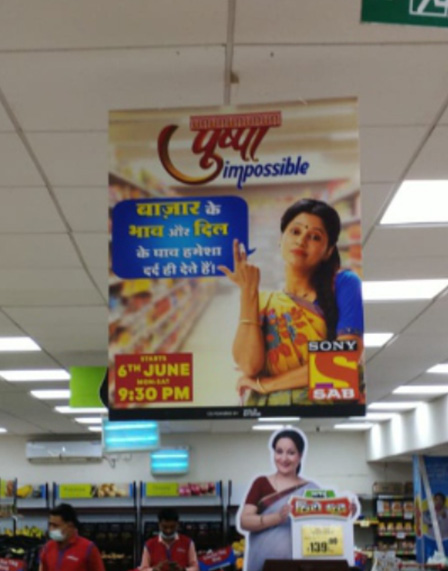 पुष्पा
impossible
बाज़ार के
भाव और दिल
के घाव हमेशा
दर्द ही देते हैं।
STARTS
6TH JUNE
MON-SAT
9:30 PM
SONY
S
SAB
139